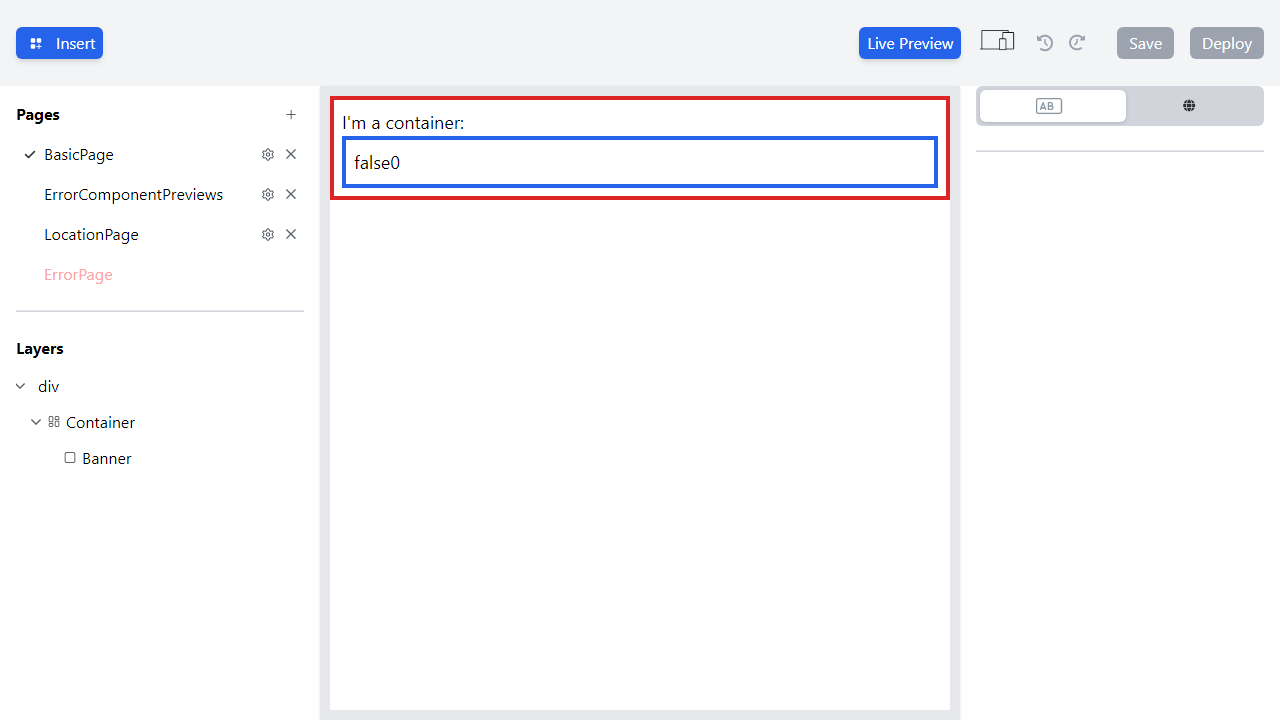 Insert
Live Preview
Save
Deploy
Pages
BasicPage
ErrorComponentPreviews
LocationPage
ErrorPage
Layers
div
Container
Banner
I'm a container:
false0
AB